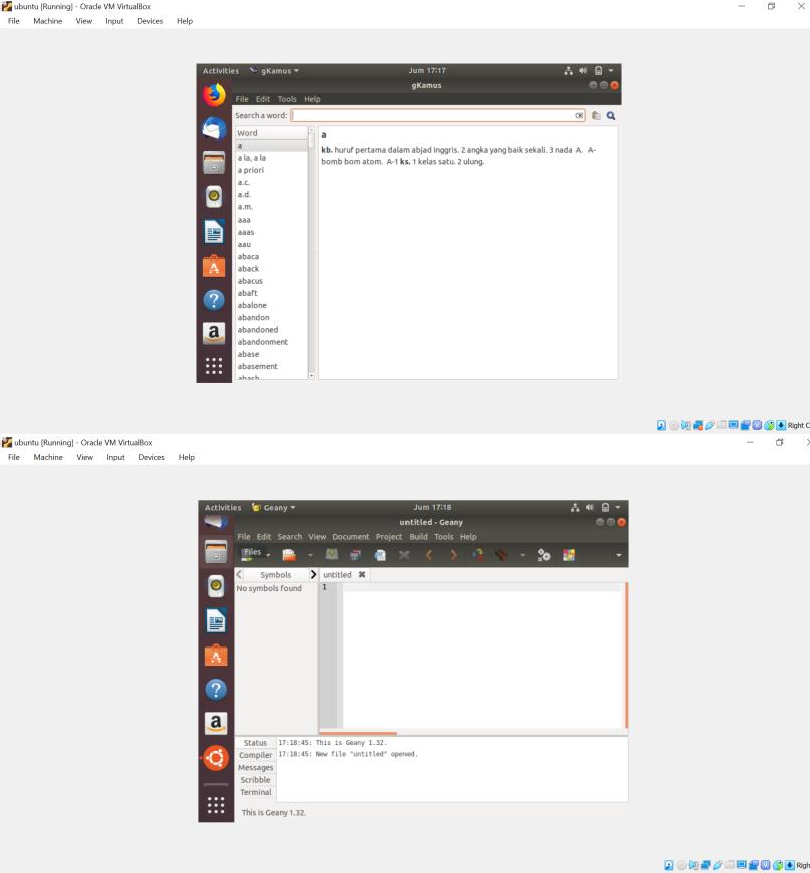 ubuntu [Running] - Oracle VM VirtualBox
File Machine View Input Devices Help
Activities gKamus Jum 17:17
gKamus
File Edit Tools Help
Search a word:
Word
a
a la, a la
a priori
a.c.
a.d.
a.m.
aaa
aaas
aau
abaca
aback
abacus
abaft
abalone
abandon
abandoned
abandonment
abase
abasement
abash
a
kb. huruf pertama dalam abjad Inggris. 2 angka yang baik sekali. 3 nada A. A-
bomb bom atom. A-1 ks. 1 kelas satu. 2 ulung.
Right C
ubuntu [Running] - Oracle VM VirtualBox
File Machine View Input Devices Help
Activities Geany Jum 17:18
untitled - Geany
File Edit Search View Document Project Build Tools Help
Files
Symbols
untitled
No symbols found
1
Status
Compiler
Messages
Scribble
Terminal
17:18:45: This is Geany 1.32.
17:18:45: New file "untitled" opened.
This is Geany 1.32.
Righ